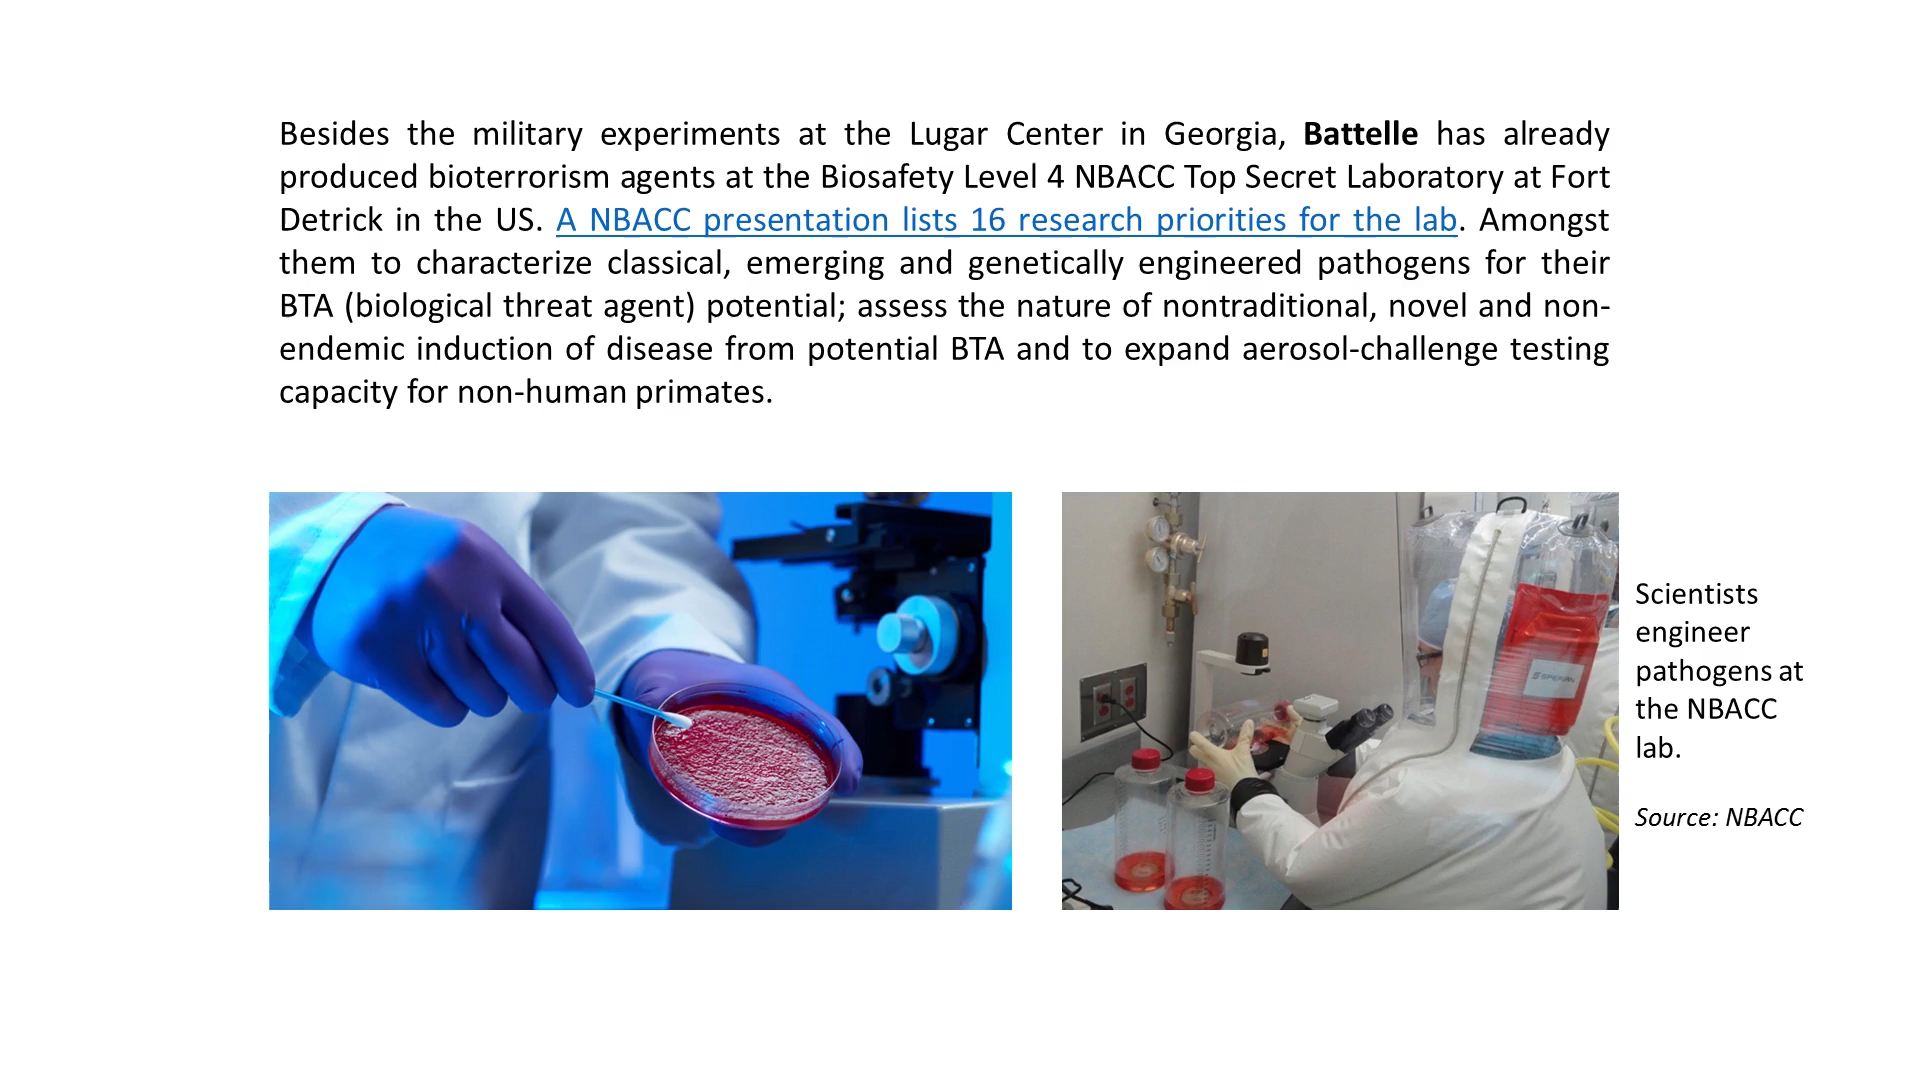 Besides the military experiments at the Lugar Center in Georgia, Battelle has already
produced bioterrorism agents at the Biosafety Level 4 NBACC Top Secret Laboratory at Fort
Detrick in the US. A NBACC presentation lists 16 research priorities for the lab. Amongst
them to characterize classical, emerging and genetically engineered pathogens for their
BTA (biological threat agent) potential; assess the nature of nontraditional, novel and non-
endemic induction of disease from potential BTA and to expand aerosol-challenge testing
capacity for non-human primates.
SPERIAN
Scientists
engineer
pathogens at
the NBACC
lab.
Source: NBACC